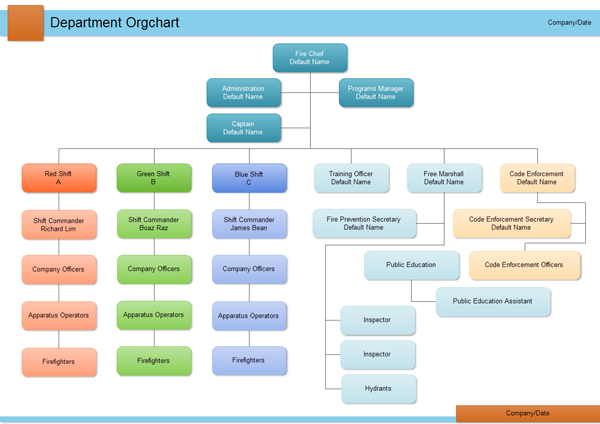 Department Orgchart
Company/Date
Fire Chief
Default Name
Administration
Default Name
Programs Manager
Default Name
Captain
Default Name
Red Shift
A
Green Shift
B
Blue Shift
C
Training Officer
Default Name
Free Marshall
Default Name
Code Enforcement
Default Name
Shift Commander
Richard Lim
Shift Commander
Boaz Raz
Shift Commander
James Bean
Fire Prevention Secretary
Default Name
Code Enforcement Secretary
Default Name
Company Officers
Company Officers
Company Officers
Public Education
Code Enforcement Officers
Public Education Assistant
Apparatus Operators
Apparatus Operators
Apparatus Operators
Inspector
Firefighters
Firefighters
Firefighters
Inspector
Hydrants
Company/Date